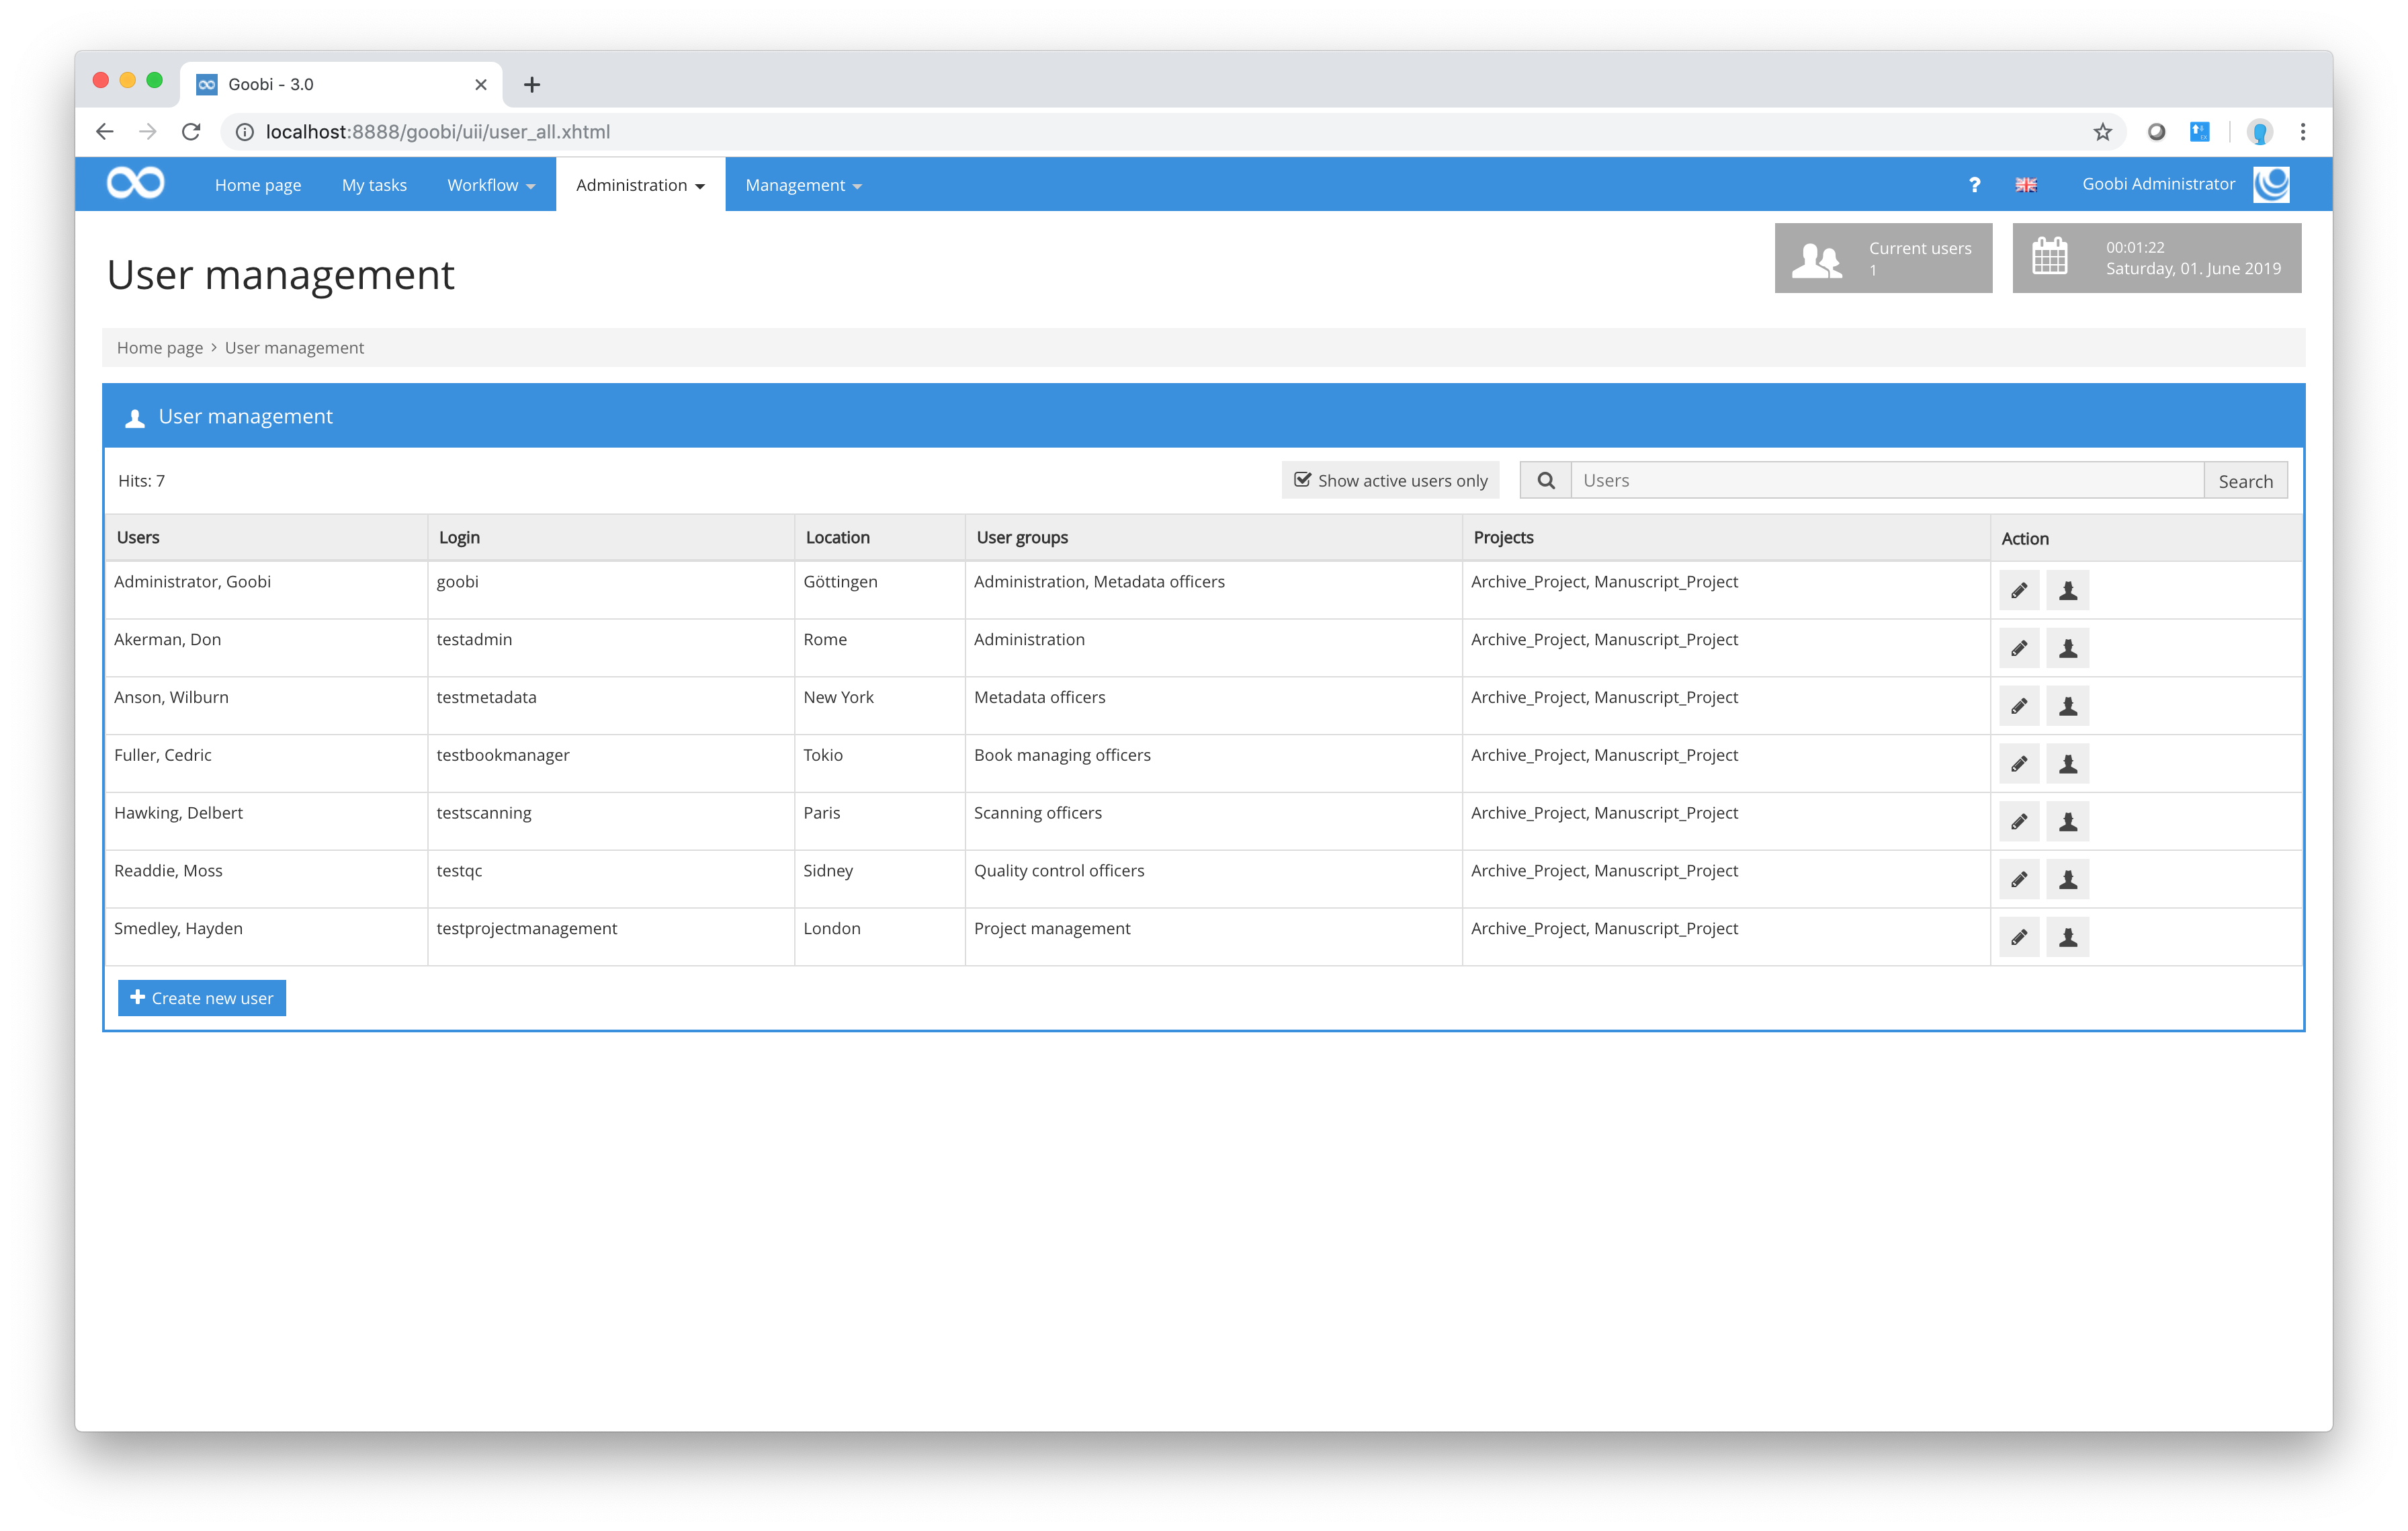 Goobi - 3.0
localhost:8888/goobi/uii/user_all.xhtml
Home page My tasks Workflow Administration Management ? Goobi Administrator
User management
Current users
1
00:01:22
Saturday, 01. June 2019
Home page > User management
User management
Hits: 7 Show active users only Users Search
Users Login Location User groups Projects Action
Administrator, Goobi goobi Göttingen Administration, Metadata officers Archive_Project, Manuscript_Project
Akerman, Don testadmin Rome Administration Archive_Project, Manuscript_Project
Anson, Wilburn testmetadata New York Metadata officers Archive_Project, Manuscript_Project
Fuller, Cedric testbookmanager Tokio Book managing officers Archive_Project, Manuscript_Project
Hawking, Delbert testscanning Paris Scanning officers Archive_Project, Manuscript_Project
Readdie, Moss testqc Sidney Quality control officers Archive_Project, Manuscript_Project
Smedley, Hayden testprojectmanagement London Project management Archive_Project, Manuscript_Project
Create new user